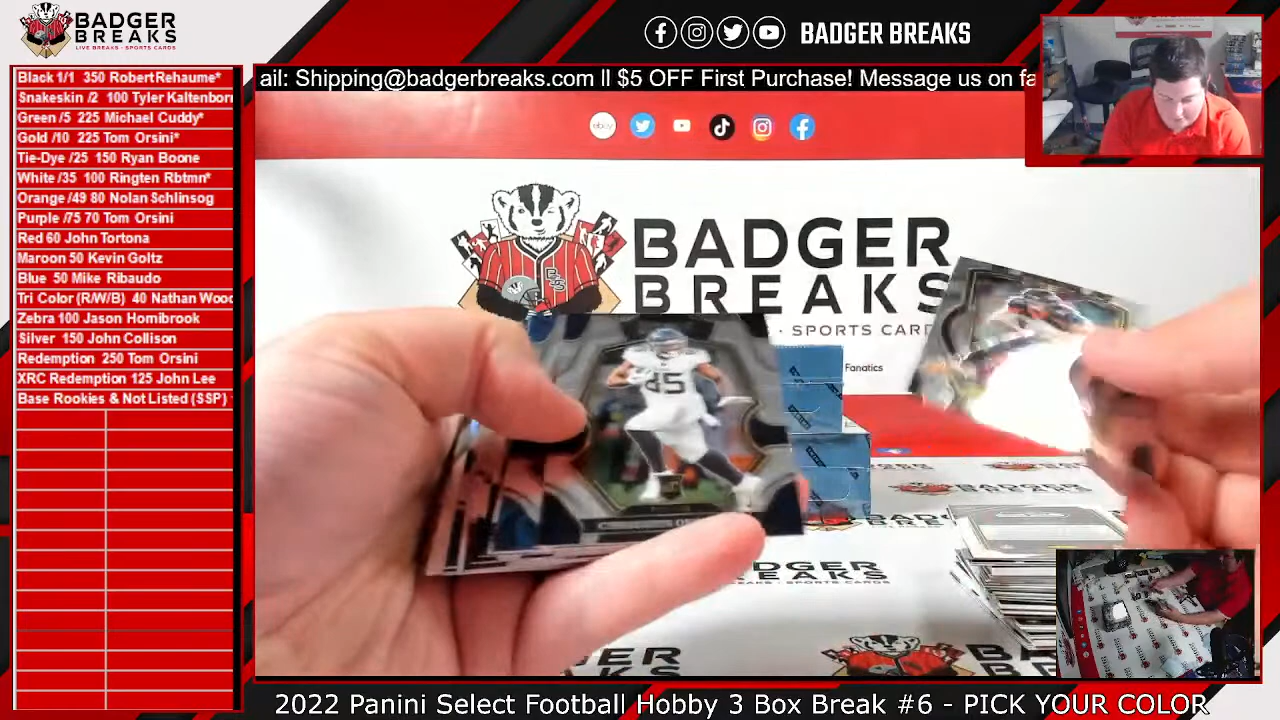 BADGER
BREAKS
LIVE BREAKS · SPORTS CARDS
BADGER BREAKS
ail: Shipping@badgerbreaks.com ll $5 OFF First Purchase! Message us on fa
Black 1/1 350 RobertRehaume*
Snakeskin /2 100 Tyler Kaltenborn
Green /5 225 Michael Cuddy*
Gold /10 225 Tom Orsini*
Tie-Dye /25 150 Ryan Boone
White /35 100 Ringten Rbtmn*
Orange /49 80 Nolan Schlinsog
Purple /75 70 Tom Orsini
Red 60 John Tortona
Maroon 50 Kevin Goltz
Blue 50 Mike Ribaudo
Tri Color (R/W/B) 40 Nathan Wood
Zebra 100 Jason Hornibrook
Silver 150 John Collison
Redemption 250 Tom Orsini
XRC Redemption 125 John Lee
Base Rookies & Not Listed (SSP)
ebay
BADGER
BREAKS
· SPORTS CARD
Fanatics
85
BREAKS
BADGER
BREAKS
2022 Panini Select Football Hobby 3 Box Break #6 - PICK YOUR COLOR